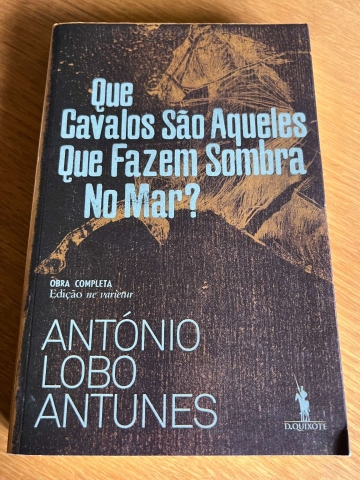 Que
Cavalos São Aqueles
Que Fazem Sombra
No Mar?
OBRA COMPLETA
Edição ne varietur
ANTÓNIO
LOBO
ANTUNES
D.QUIXOTE